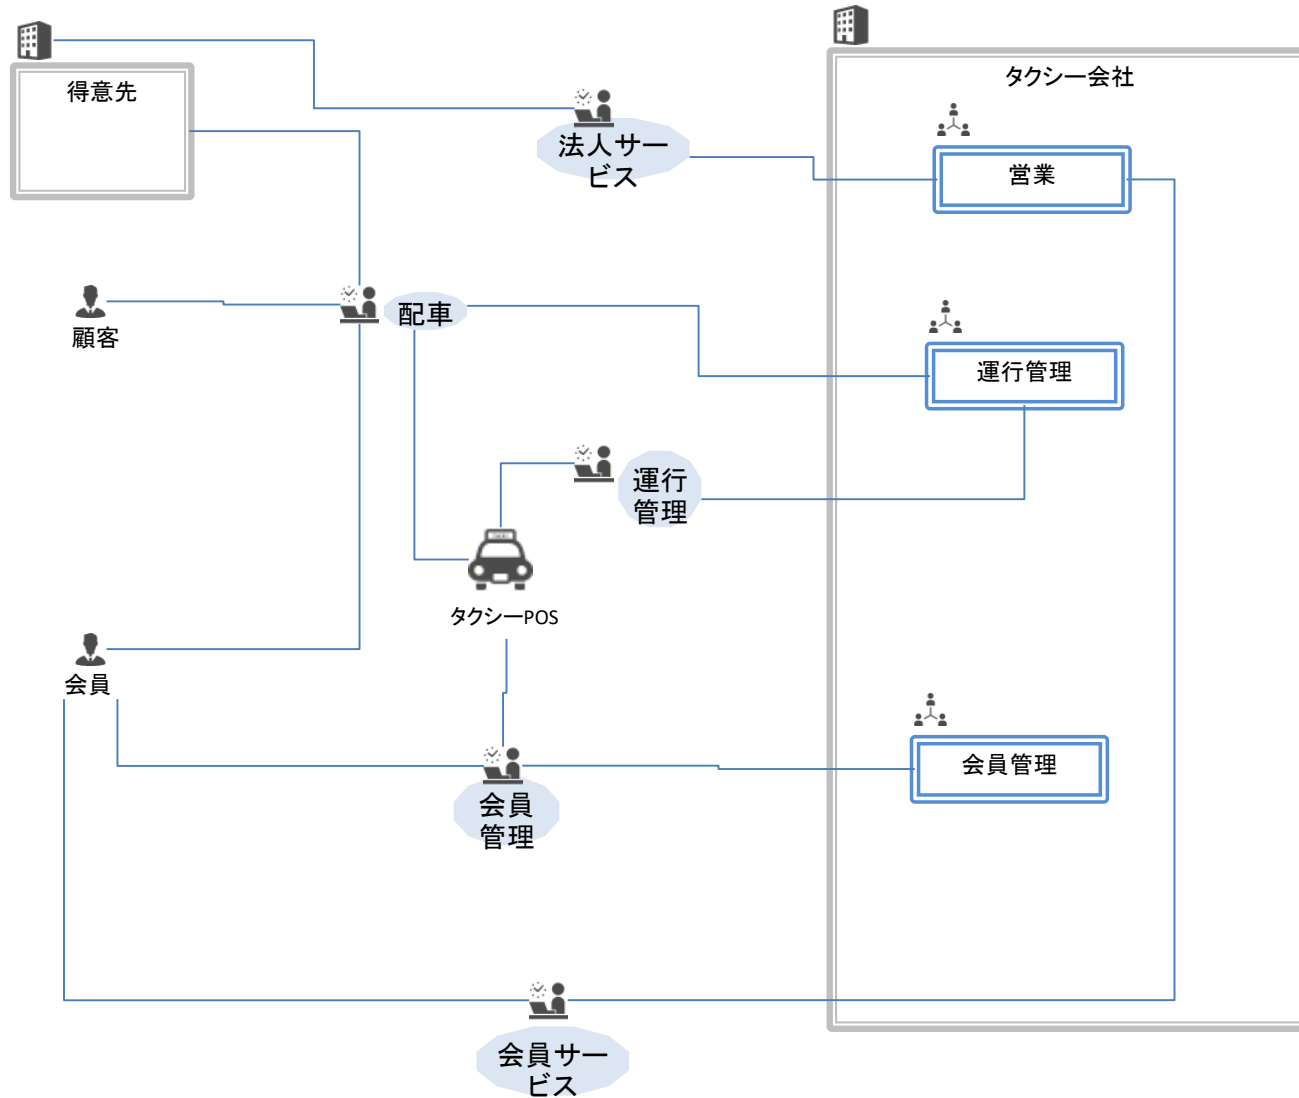 得意先
タクシー会社
法人サー
ビス
営業
顧客
配車
運行管理
運行
管理
タクシーPOS
会員
会員
管理
会員管理
会員サー
ビス